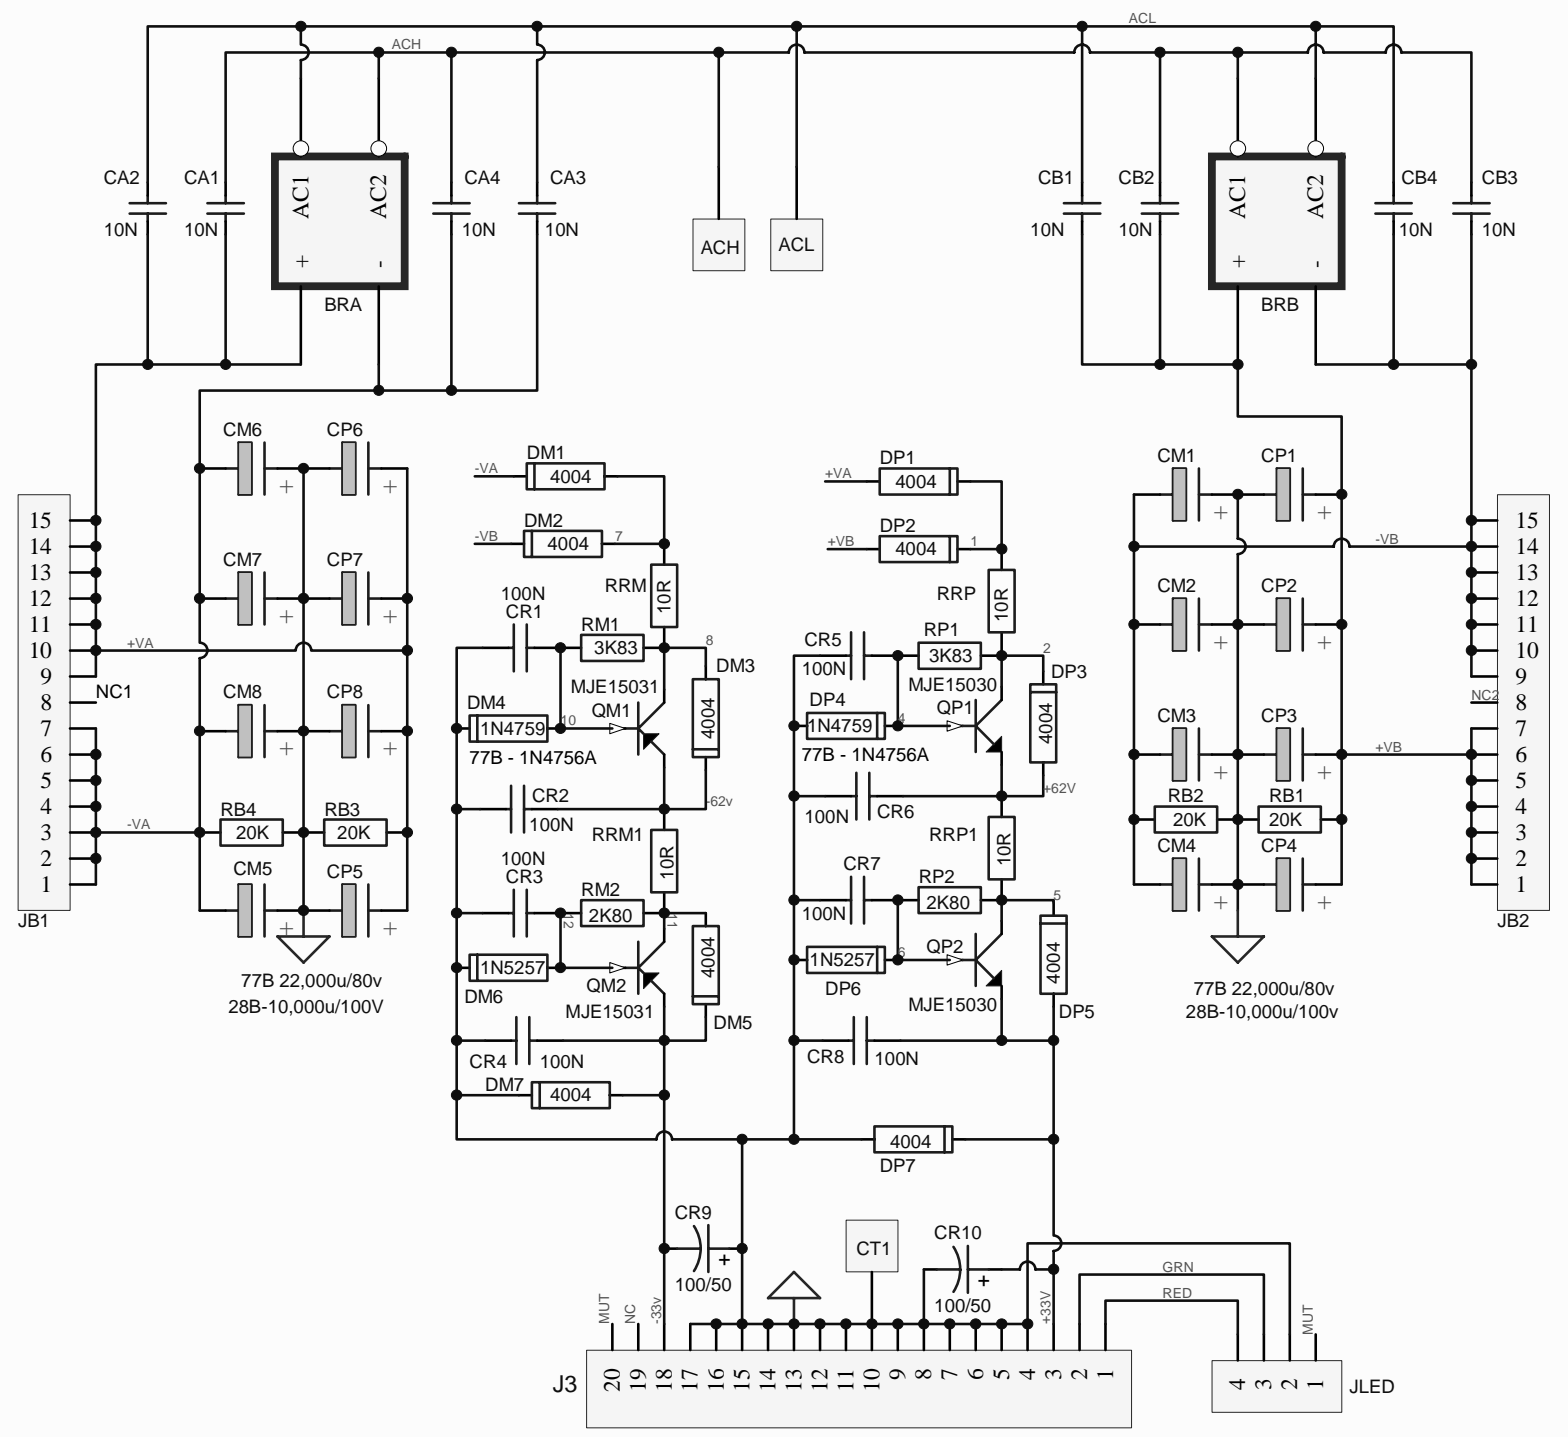 ACL
ACH
CA2
10N
CA1
10N
AC1
AC2
+
-
BRA
CA4
10N
CA3
10N
ACH
ACL
CB1
10N
CB2
10N
AC1
AC2
+
-
BRB
CB4
10N
CB3
10N
CM6
+
CP6
+
CM7
+
CP7
+
+VA
CM8
+
CP8
+
RB4
20K
RB3
20K
-VA
CM5
+
CP5
+
77B 22,000u/80v
28B-10,000u/100V
15
14
13
12
11
10
9
8
7
6
5
4
3
2
1
NC1
JB1
-VA
DM1
4004
-VB
DM2
4004
7
RRM
10R
100N
CR1
RM1
3K83
8
DM3
4004
MJE15031
QM1
DM4
1N4759
10
77B - 1N4756A
CR2
100N
-62v
RRM1
10R
100N
CR3
RM2
2K80
12
11
4004
DM5
1N5257
DM6
QM2
MJE15031
CR4
100N
DM7
4004
+VA
DP1
4004
+VB
DP2
4004
1
RRP
10R
CR5
100N
RP1
3K83
2
DP3
4004
MJE15030
QP1
DP4
1N4759
4
77B - 1N4756A
100N
CR6
+62V
RRP1
10R
CR7
100N
RP2
2K80
5
4004
DP5
1N5257
DP6
6
QP2
MJE15030
CR8
100N
4004
DP7
CM1
+
CP1
+
-VB
CM2
+
CP2
+
CM3
+
CP3
+
+VB
RB2
20K
RB1
20K
CM4
+
CP4
+
77B 22,000u/80v
28B-10,000u/100v
15
14
13
12
11
10
9
8
7
6
5
4
3
2
1
NC2
JB2
CR9
+
100/50
CT1
CR10
+
100/50
GRN
RED
MUT
NC
-33v
+33V
MUT
J3
20
19
18
17
16
15
14
13
12
11
10
9
8
7
6
5
4
3
2
1
4
3
2
1
JLED